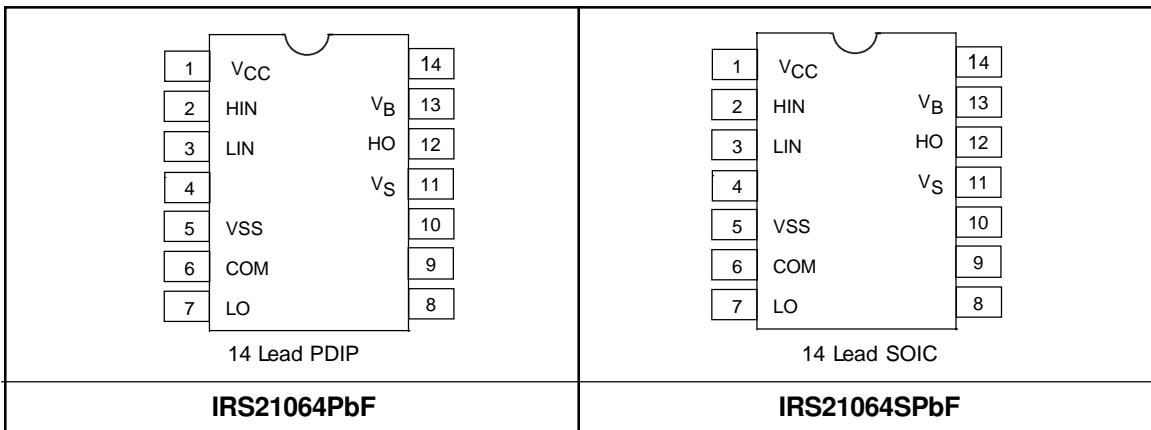 1 VCC 14
2 HIN VB 13
3 LIN HO 12
4 VS 11
5 VSS 10
6 COM 9
7 LO 8
14 Lead PDIP
IRS21064PbF
1 VCC 14
2 HIN VB 13
3 LIN HO 12
4 VS 11
5 VSS 10
6 COM 9
7 LO 8
14 Lead SOIC
IRS21064SPbF